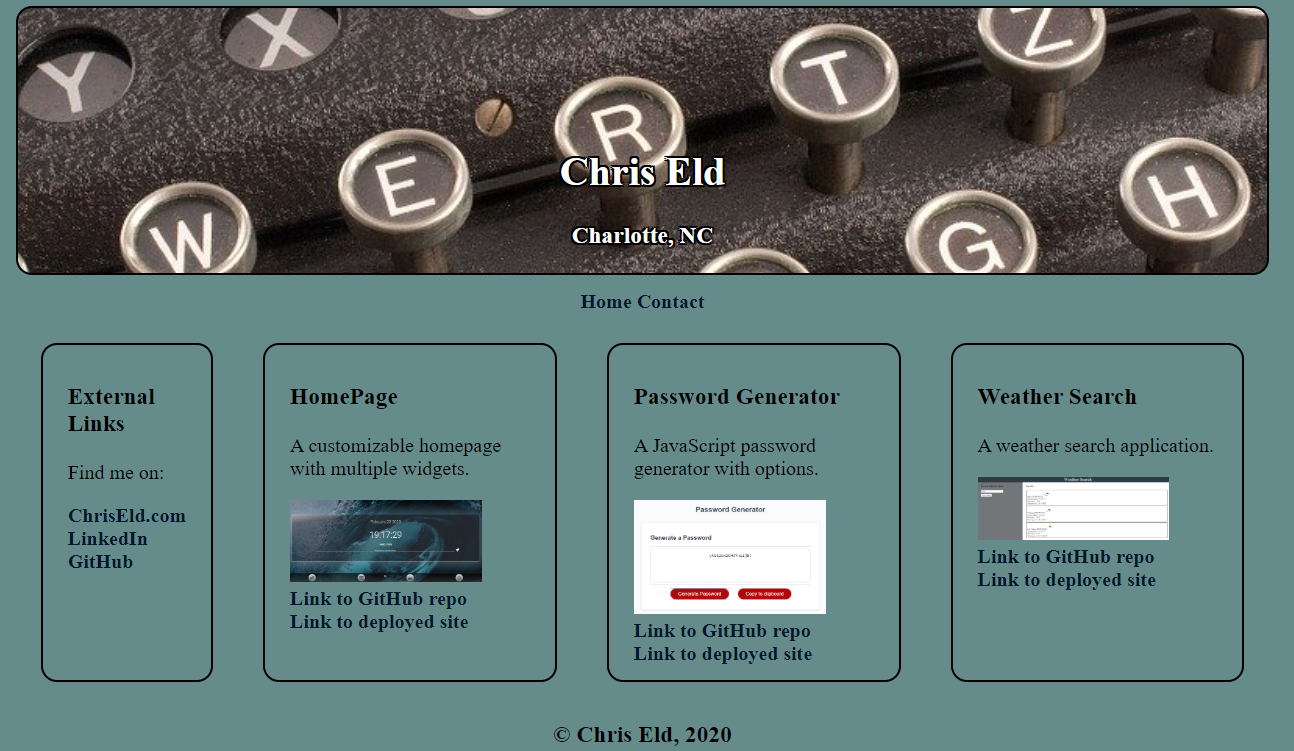 Y
X
Z
T
R
E
H
W
G
Chris Eld
Charlotte, NC
Home Contact
External
Links
Find me on:
ChrisEld.com
LinkedIn
GitHub
HomePage
A customizable homepage
with multiple widgets.
19:17:29
Link to GitHub repo
Link to deployed site
Password Generator
A JavaScript password
generator with options.
Password Generator
Generate a Password
Generate Password
Copy to clipboard
Link to GitHub repo
Link to deployed site
Weather Search
A weather search application.
Weather Search
Link to GitHub repo
Link to deployed site
© Chris Eld, 2020